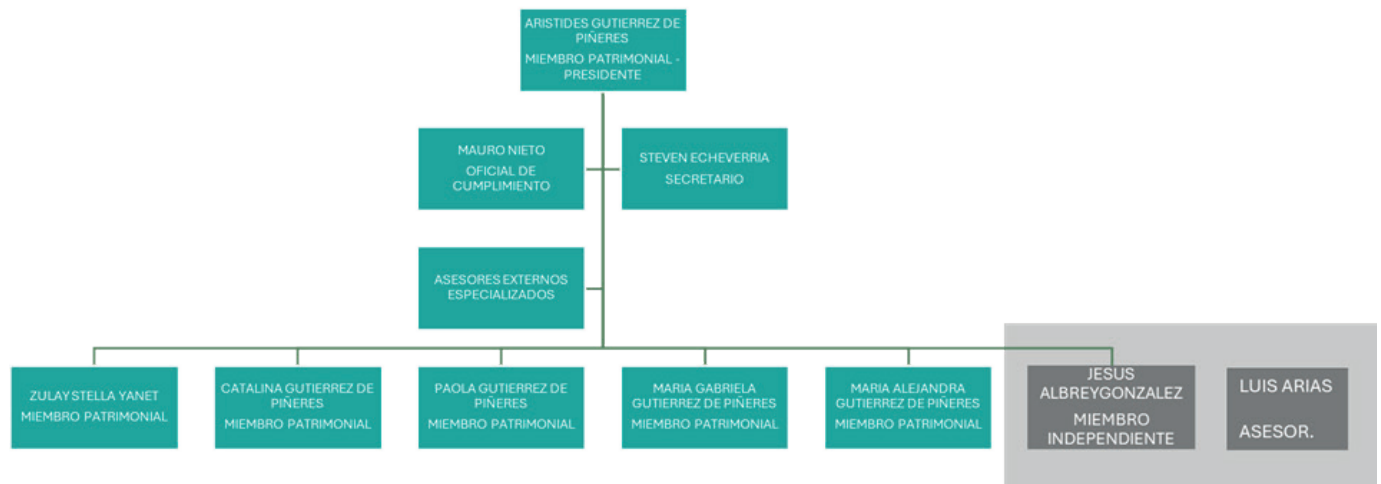 ARISTIDES GUTIERREZ DE
PIÑERES
MIEMBRO PATRIMONIAL -
PRESIDENTE
MAURO NIETO
OFICIAL DE
CUMPLIMIENTO
STEVEN ECHEVERRIA
SECRETARIO
ASESORES EXTERNOS
ESPECIALIZADOS
ZULAY STELLA YANET
MIEMBRO PATRIMONIAL
CATALINA GUTIERREZ DE
PIÑERES
MIEMBRO PATRIMONIAL
PAOLA GUTIERREZ DE
PIÑERES
MIEMBRO PATRIMONIAL
MARIA GABRIELA
GUTIERREZ DE PIÑERES
MIEMBRO PATRIMONIAL
MARIA ALEJANDRA
GUTIERREZ DE PIÑERES
MIEMBRO PATRIMONIAL
JESUS
ALBREYGONZALEZ
MIEMBRO
INDEPENDIENTE
LUIS ARIAS
ASESOR.